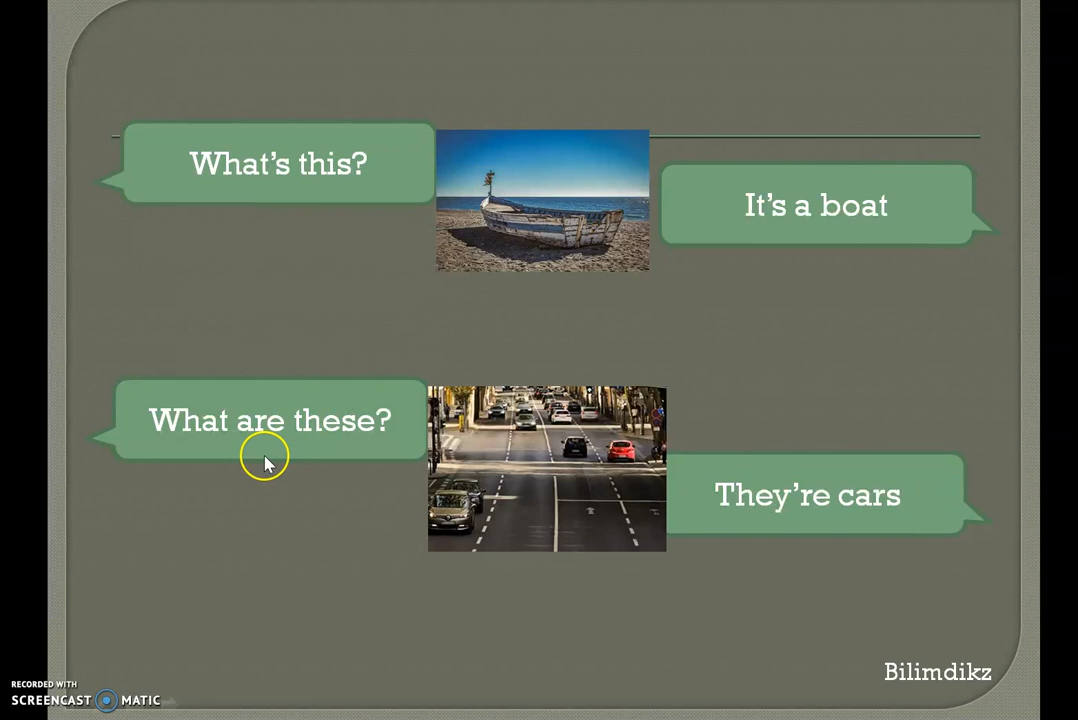 What's this?
It's a boat
What are these?
They're cars
Bilimdikz
RECORDED WITH
SCREENCAST MATIC